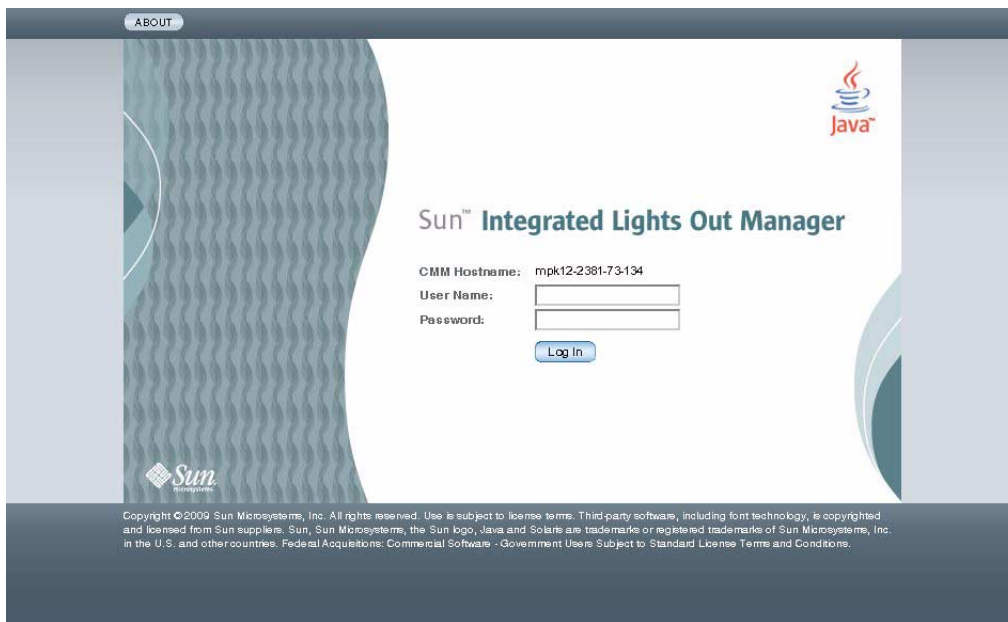 ABOUT
Java™
Sun™ Integrated Lights Out Manager
CMM Hostname: mpk12-2381-73-134
User Name:
Password:
Log In
Sun
microsystems
Copyright ©2009 Sun Microsystems, Inc. All rights reserved. Use is subject to license terms. Third-party software, including font technology, is copyrighted
and licensed from Sun suppliers. Sun, Sun Microsystems, the Sun logo, Java and Solaris are trademarks or registered trademarks of Sun Microsystems, Inc.
in the U.S. and other countries. Federal Acquisitions: Commercial Software - Government Users Subject to Standard License Terms and Conditions.